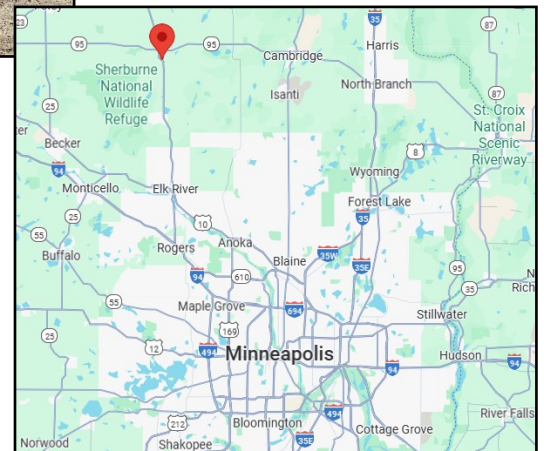 23
95
95
35
Harris
87
Cambridge
Sherburne
National
Wildlife
Refuge
Isanti
North Branch
87
25
St. Croix
National
Scenic
Riverway
Becker
8
94
Wyoming
Monticello
Elk River
Forest Lake
25
10
35
55
Anoka
Buffalo
Rogers
Blaine
35W
35E
95
94
610
35
Rich
Maple Grove
694
Stillwater
55
25
169
12
494
Minneapolis
Hudson
94
94
494
River Falls
212
Bloomington
Cottage Grove
Norwood
Shakopee
35E